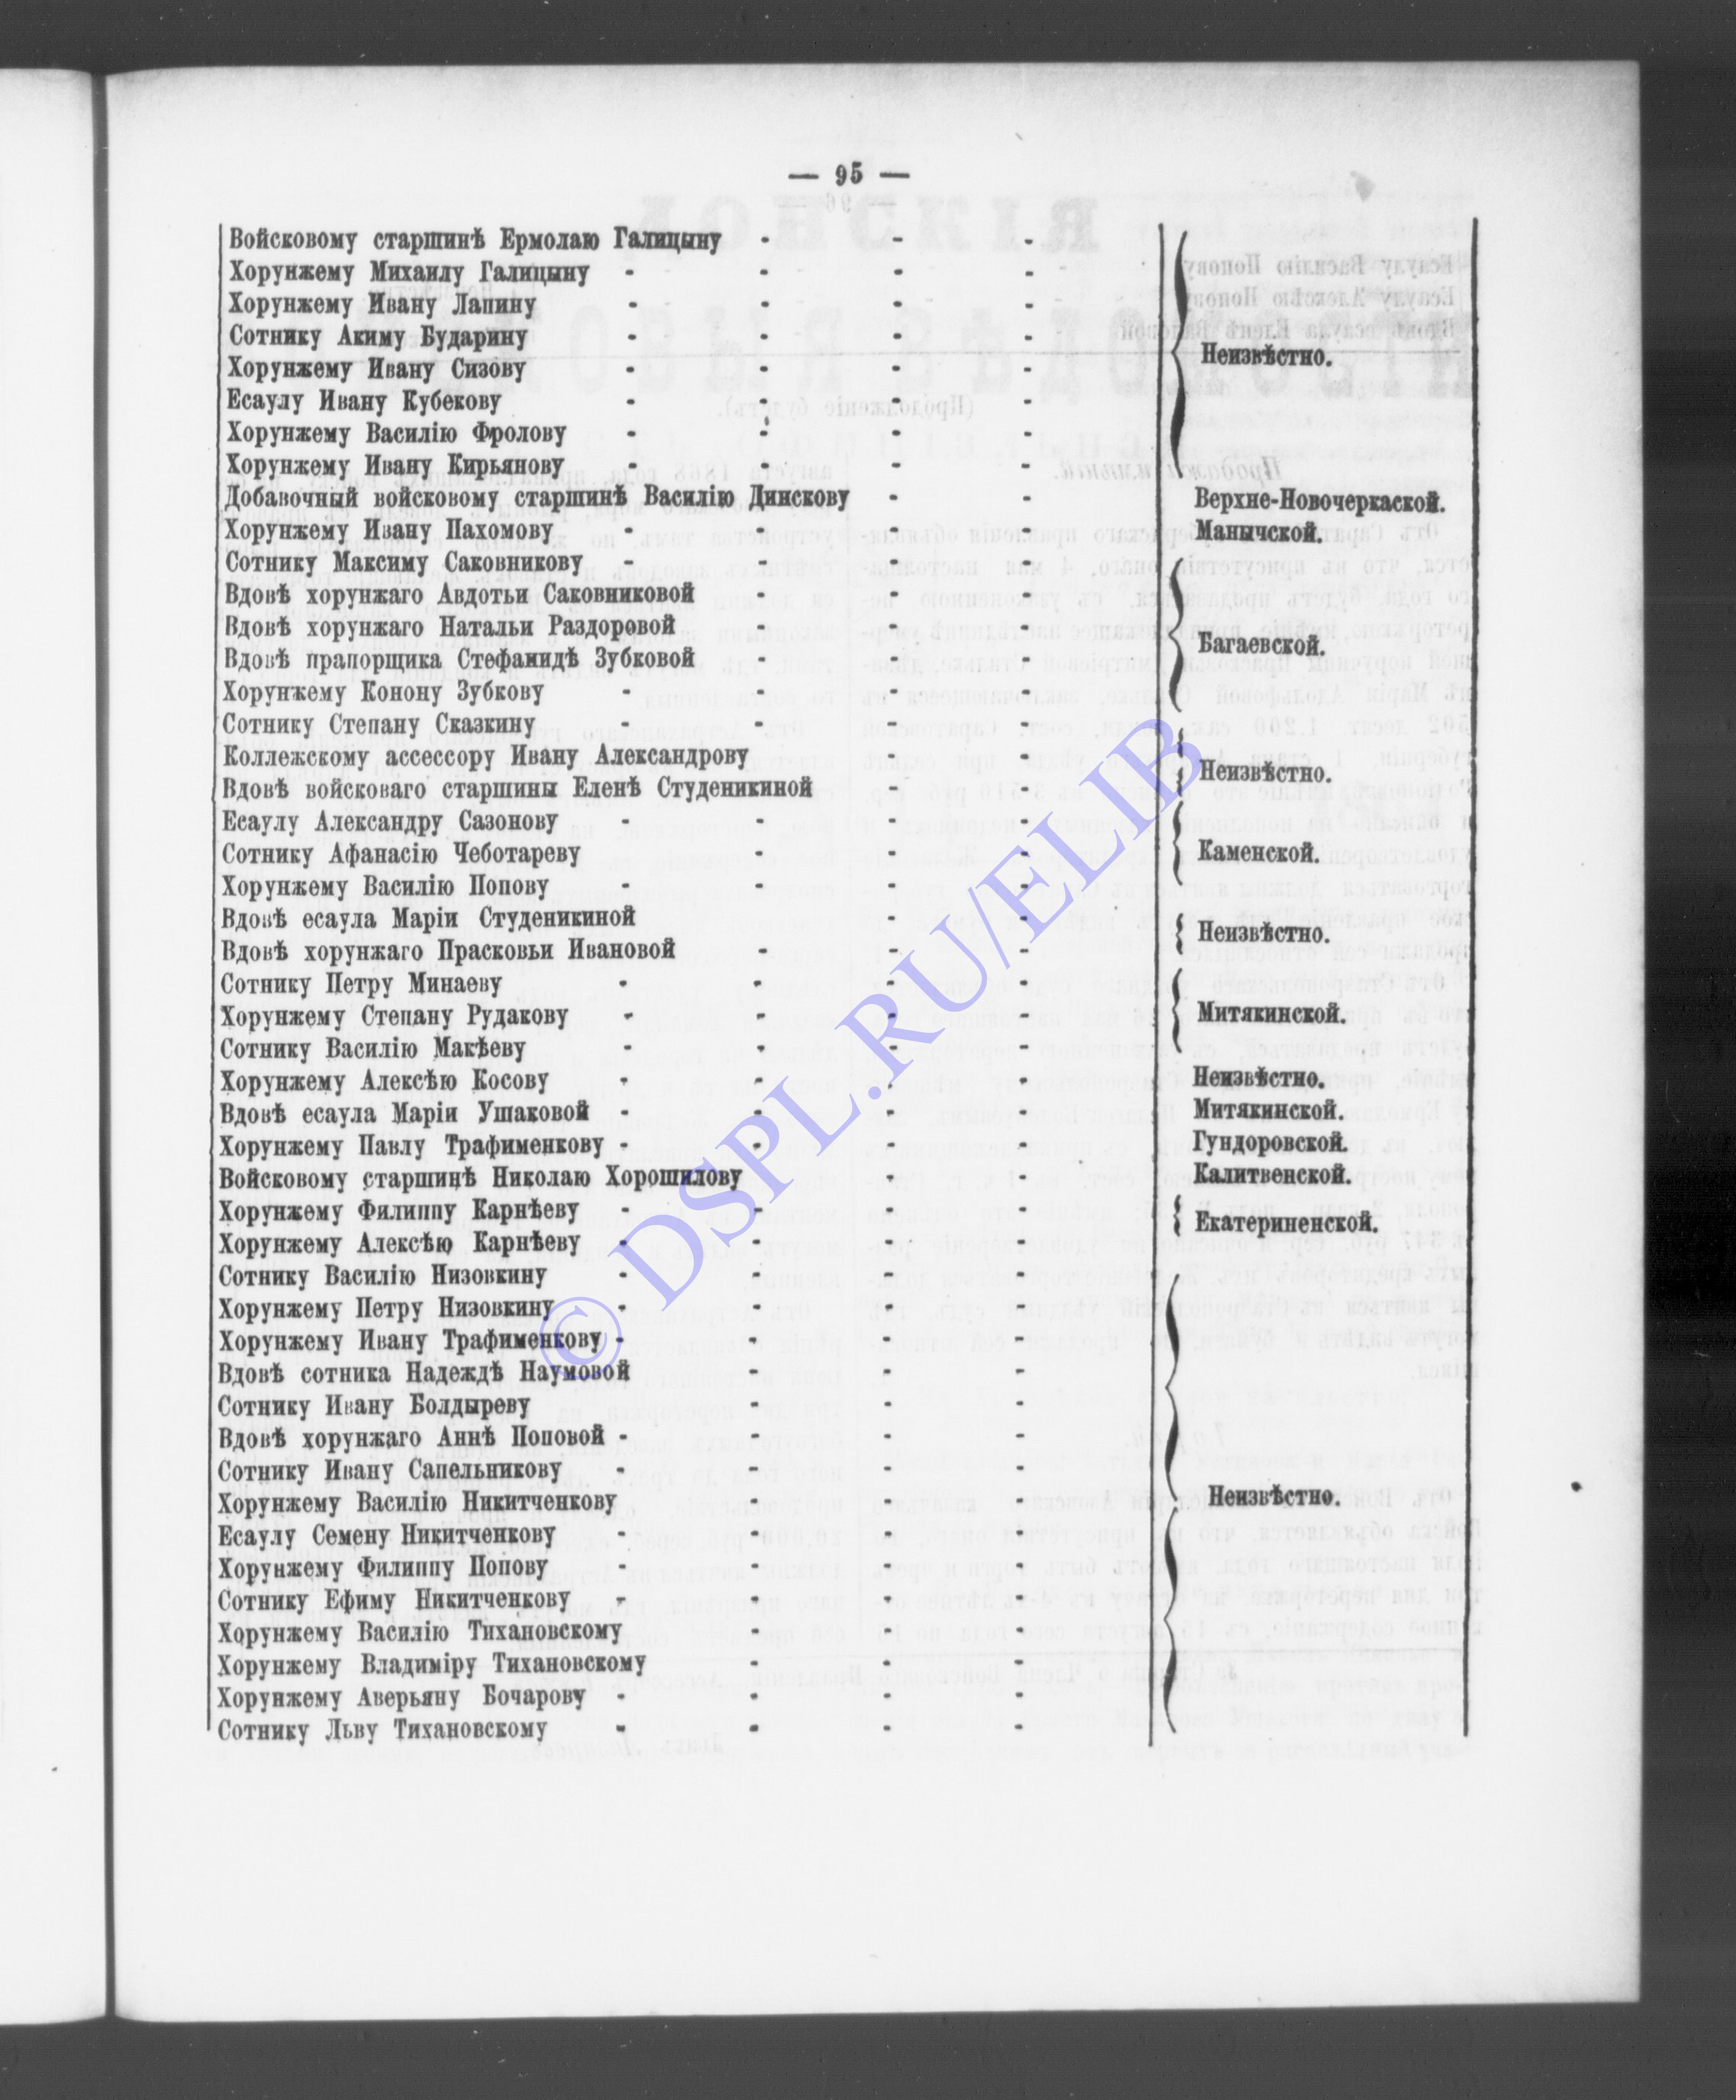 — 95 —
Войсковому старшинѣ Ермолаю Галицыну - - -
Хорунжему Михаилу Галицыну - - - -
Хорунжему Ивану Лапину - - - -
Сотнику Акиму Бударину - - - -
Хорунжему Ивану Сизову - - - - Неизвѣстно.
Есаулу Ивану Кубекову - - - -
Хорунжему Василію Фролову - - - -
Хорунжему Ивану Кирьянову - - - -
Добавочный войсковому старшинѣ Василію Динскову - - Верхне-Новочеркаской.
Хорунжему Ивану Пахомову - - - - Манычской.
Сотнику Максиму Саковникову - - - -
Вдовѣ хорунжаго Авдотьи Саковниковой - - -
Вдовѣ хорунжаго Натальи Раздоровой - - - Багаевской.
Вдовѣ прапорщика Стефанидѣ Зубковой - - -
Хорунжему Конону Зубкову - - - -
Сотнику Степану Сказкину - - - -
Коллежскому ассессору Ивану Александрову - - Неизвѣстно.
Вдовѣ войсковаго старшины Еленѣ Студеникиной - -
Есаулу Александру Сазонову - - - -
Сотнику Афанасію Чеботареву - - - Каменской.
Хорунжему Василію Попову - - - -
Вдовѣ есаула Маріи Студеникиной - - Неизвѣстно.
Вдовѣ хорунжаго Прасковьи Ивановой - - -
Сотнику Петру Минаеву - - - -
Хорунжему Степану Рудакову - - - - Митякинской.
Сотнику Василію Макѣеву - - - -
Хорунжему Алексѣю Косову - - - - Неизвѣстно.
Вдовѣ есаула Маріи Ушаковой - - - - Митякинской.
Хорунжему Павлу Трафименкову - - - - Гундоровской.
Войсковому старшинѣ Николаю Хорошилову - - Калитвенской.
Хорунжему Филиппу Карнѣеву - - - - Екатериненской.
Хорунжему Алексѣю Карнѣеву - - - -
Сотнику Василію Низовкину - - - -
Хорунжему Петру Низовкину - - - -
Хорунжему Ивану Трафименкову - - - -
Вдовѣ сотника Надеждѣ Наумовой - - -
Сотнику Ивану Болдыреву - - -
Вдовѣ хорунжаго Аннѣ Поповой - - - -
Сотнику Ивану Сапельникову - - - -
Хорунжему Василію Никитченкову - - - Неизвѣстно.
Есаулу Семену Никитченкову - - - -
Хорунжему Филиппу Попову - - - -
Сотнику Ефиму Никитченкову - - - -
Хорунжему Василію Тихановскому - - -
Хорунжему Владиміру Тихановскому - - -
Хорунжему Аверьяну Бочарову - - - -
Сотнику Льву Тихановскому - - - -
© DSPL.RU/ELIB